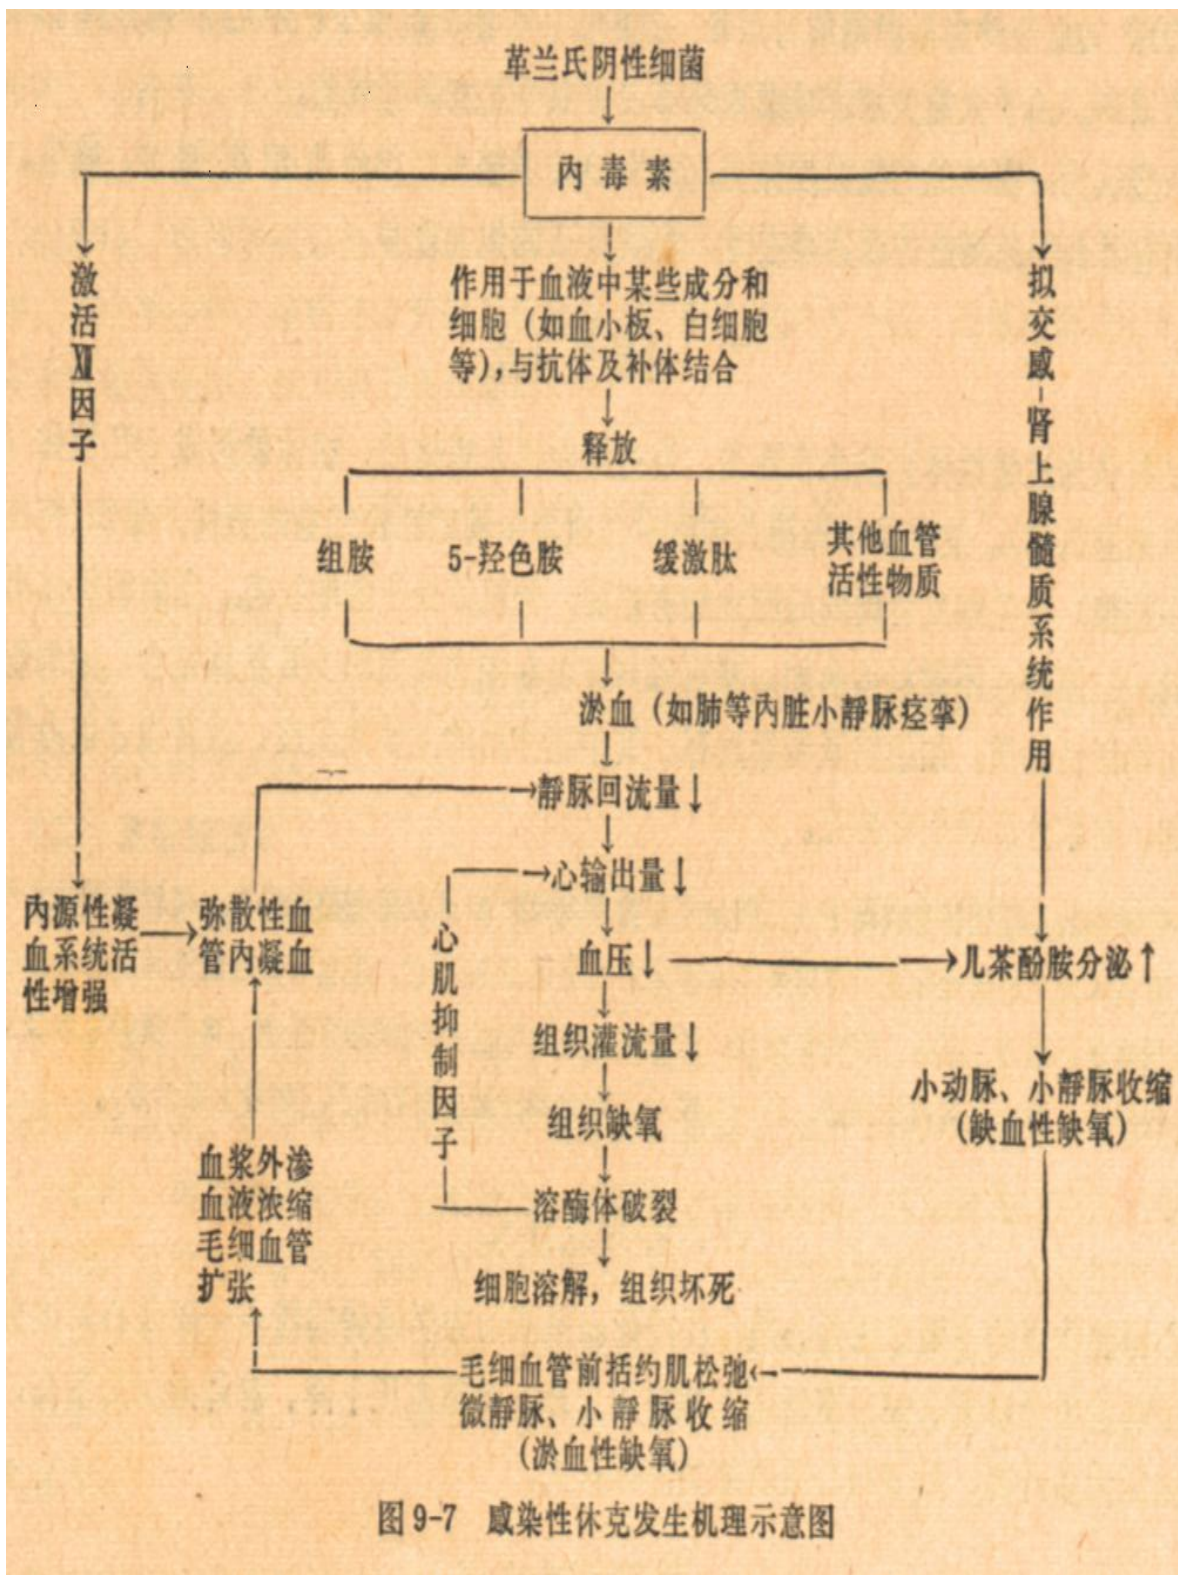 革兰氏阴性细菌
内毒素
激活Ⅻ因子
作用于血液中某些成分和
细胞（如血小板、白细胞
等），与抗体及补体结合
拟交感-肾上腺髓质系统作用
释放
组胺
5-羟色胺
缓激肽
其他血管
活性物质
淤血（如肺等内脏小静脉痉挛）
→静脉回流量↓
→心输出量↓
内源性凝
血系统活
性增强
弥散性血
管内凝血
心肌抑制因子
血压↓
→儿茶酚胺分泌↑
组织灌流量↓
小动脉、小静脉收缩
（缺血性缺氧）
组织缺氧
血浆外渗
血液浓缩
毛细血管
扩张
溶酶体破裂
细胞溶解，组织坏死
毛细血管前括约肌松弛
微静脉、小静脉收缩
（淤血性缺氧）
图9-7 感染性休克发生机理示意图